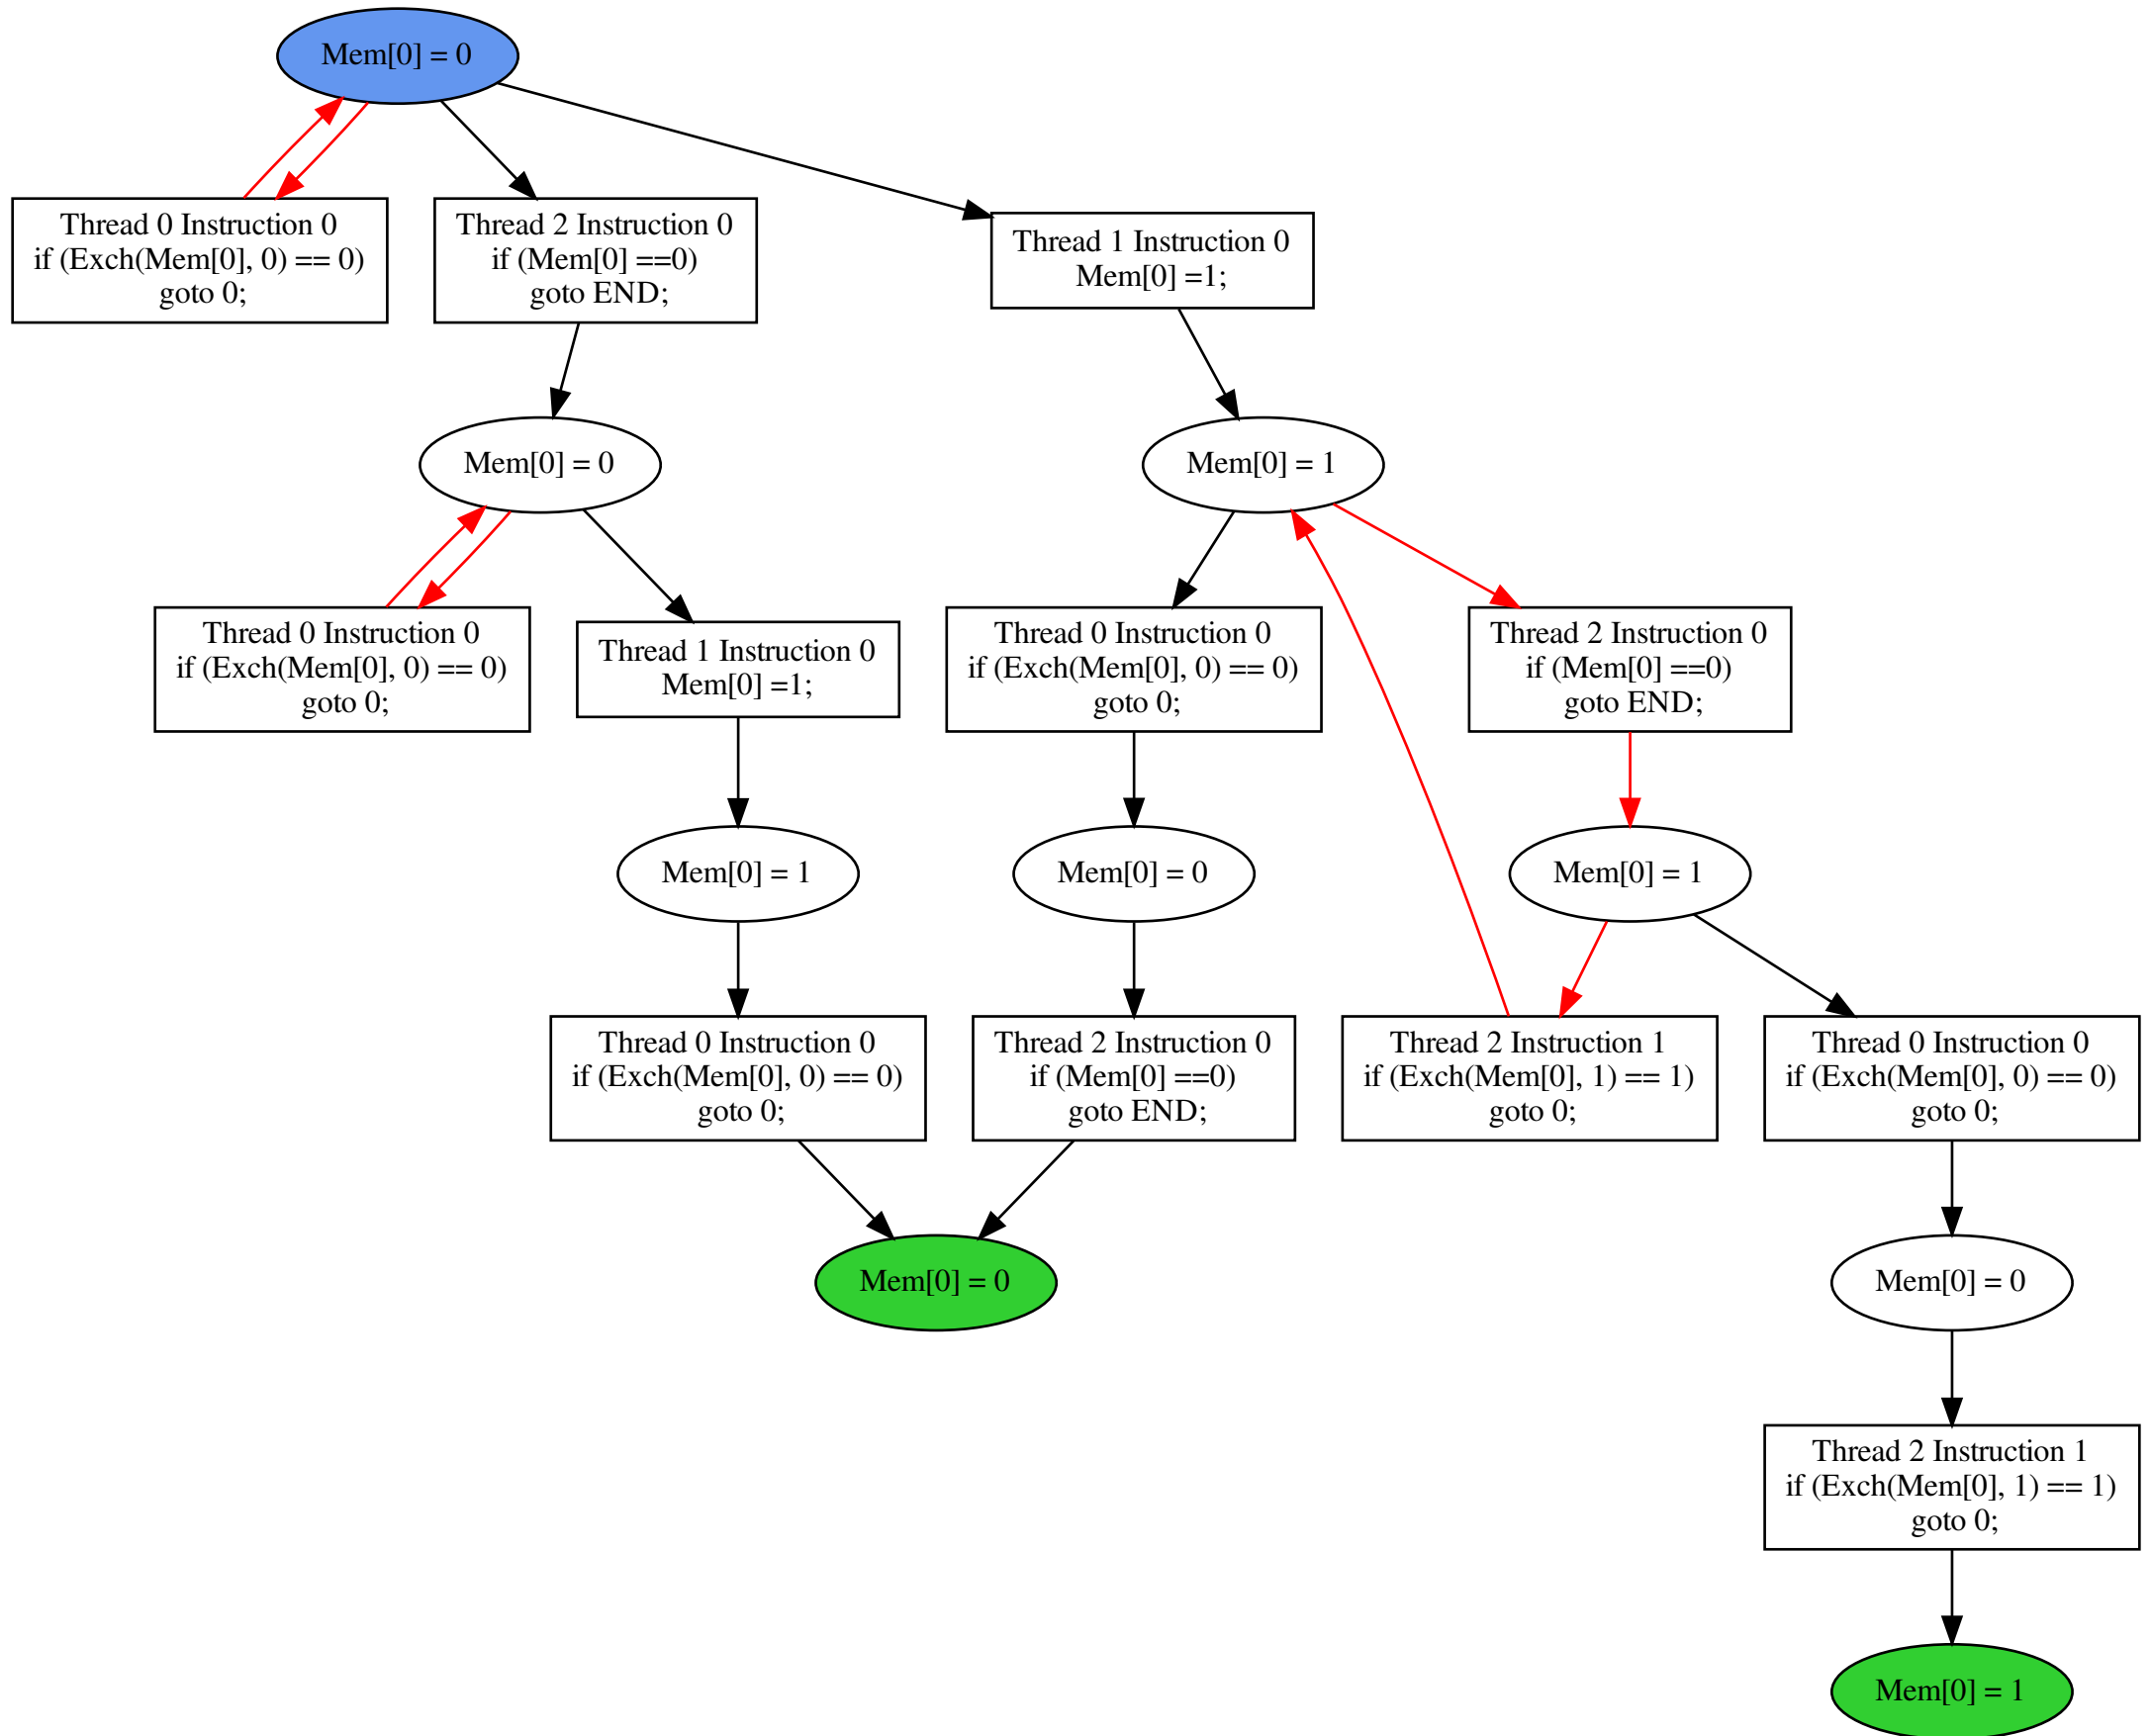 Mem[0] = 0
Thread 0 Instruction 0
if (Exch(Mem[0], 0) == 0)
goto 0;
Thread 2 Instruction 0
if (Mem[0] ==0)
goto END;
Thread 1 Instruction 0
Mem[0] =1;
Mem[0] = 0
Mem[0] = 1
Thread 0 Instruction 0
if (Exch(Mem[0], 0) == 0)
goto 0;
Thread 1 Instruction 0
Mem[0] =1;
Thread 0 Instruction 0
if (Exch(Mem[0], 0) == 0)
goto 0;
Thread 2 Instruction 0
if (Mem[0] ==0)
goto END;
Mem[0] = 1
Mem[0] = 0
Mem[0] = 1
Thread 0 Instruction 0
if (Exch(Mem[0], 0) == 0)
goto 0;
Thread 2 Instruction 0
if (Mem[0] ==0)
goto END;
Thread 2 Instruction 1
if (Exch(Mem[0], 1) == 1)
goto 0;
Thread 0 Instruction 0
if (Exch(Mem[0], 0) == 0)
goto 0;
Mem[0] = 0
Mem[0] = 0
Thread 2 Instruction 1
if (Exch(Mem[0], 1) == 1)
goto 0;
Mem[0] = 1